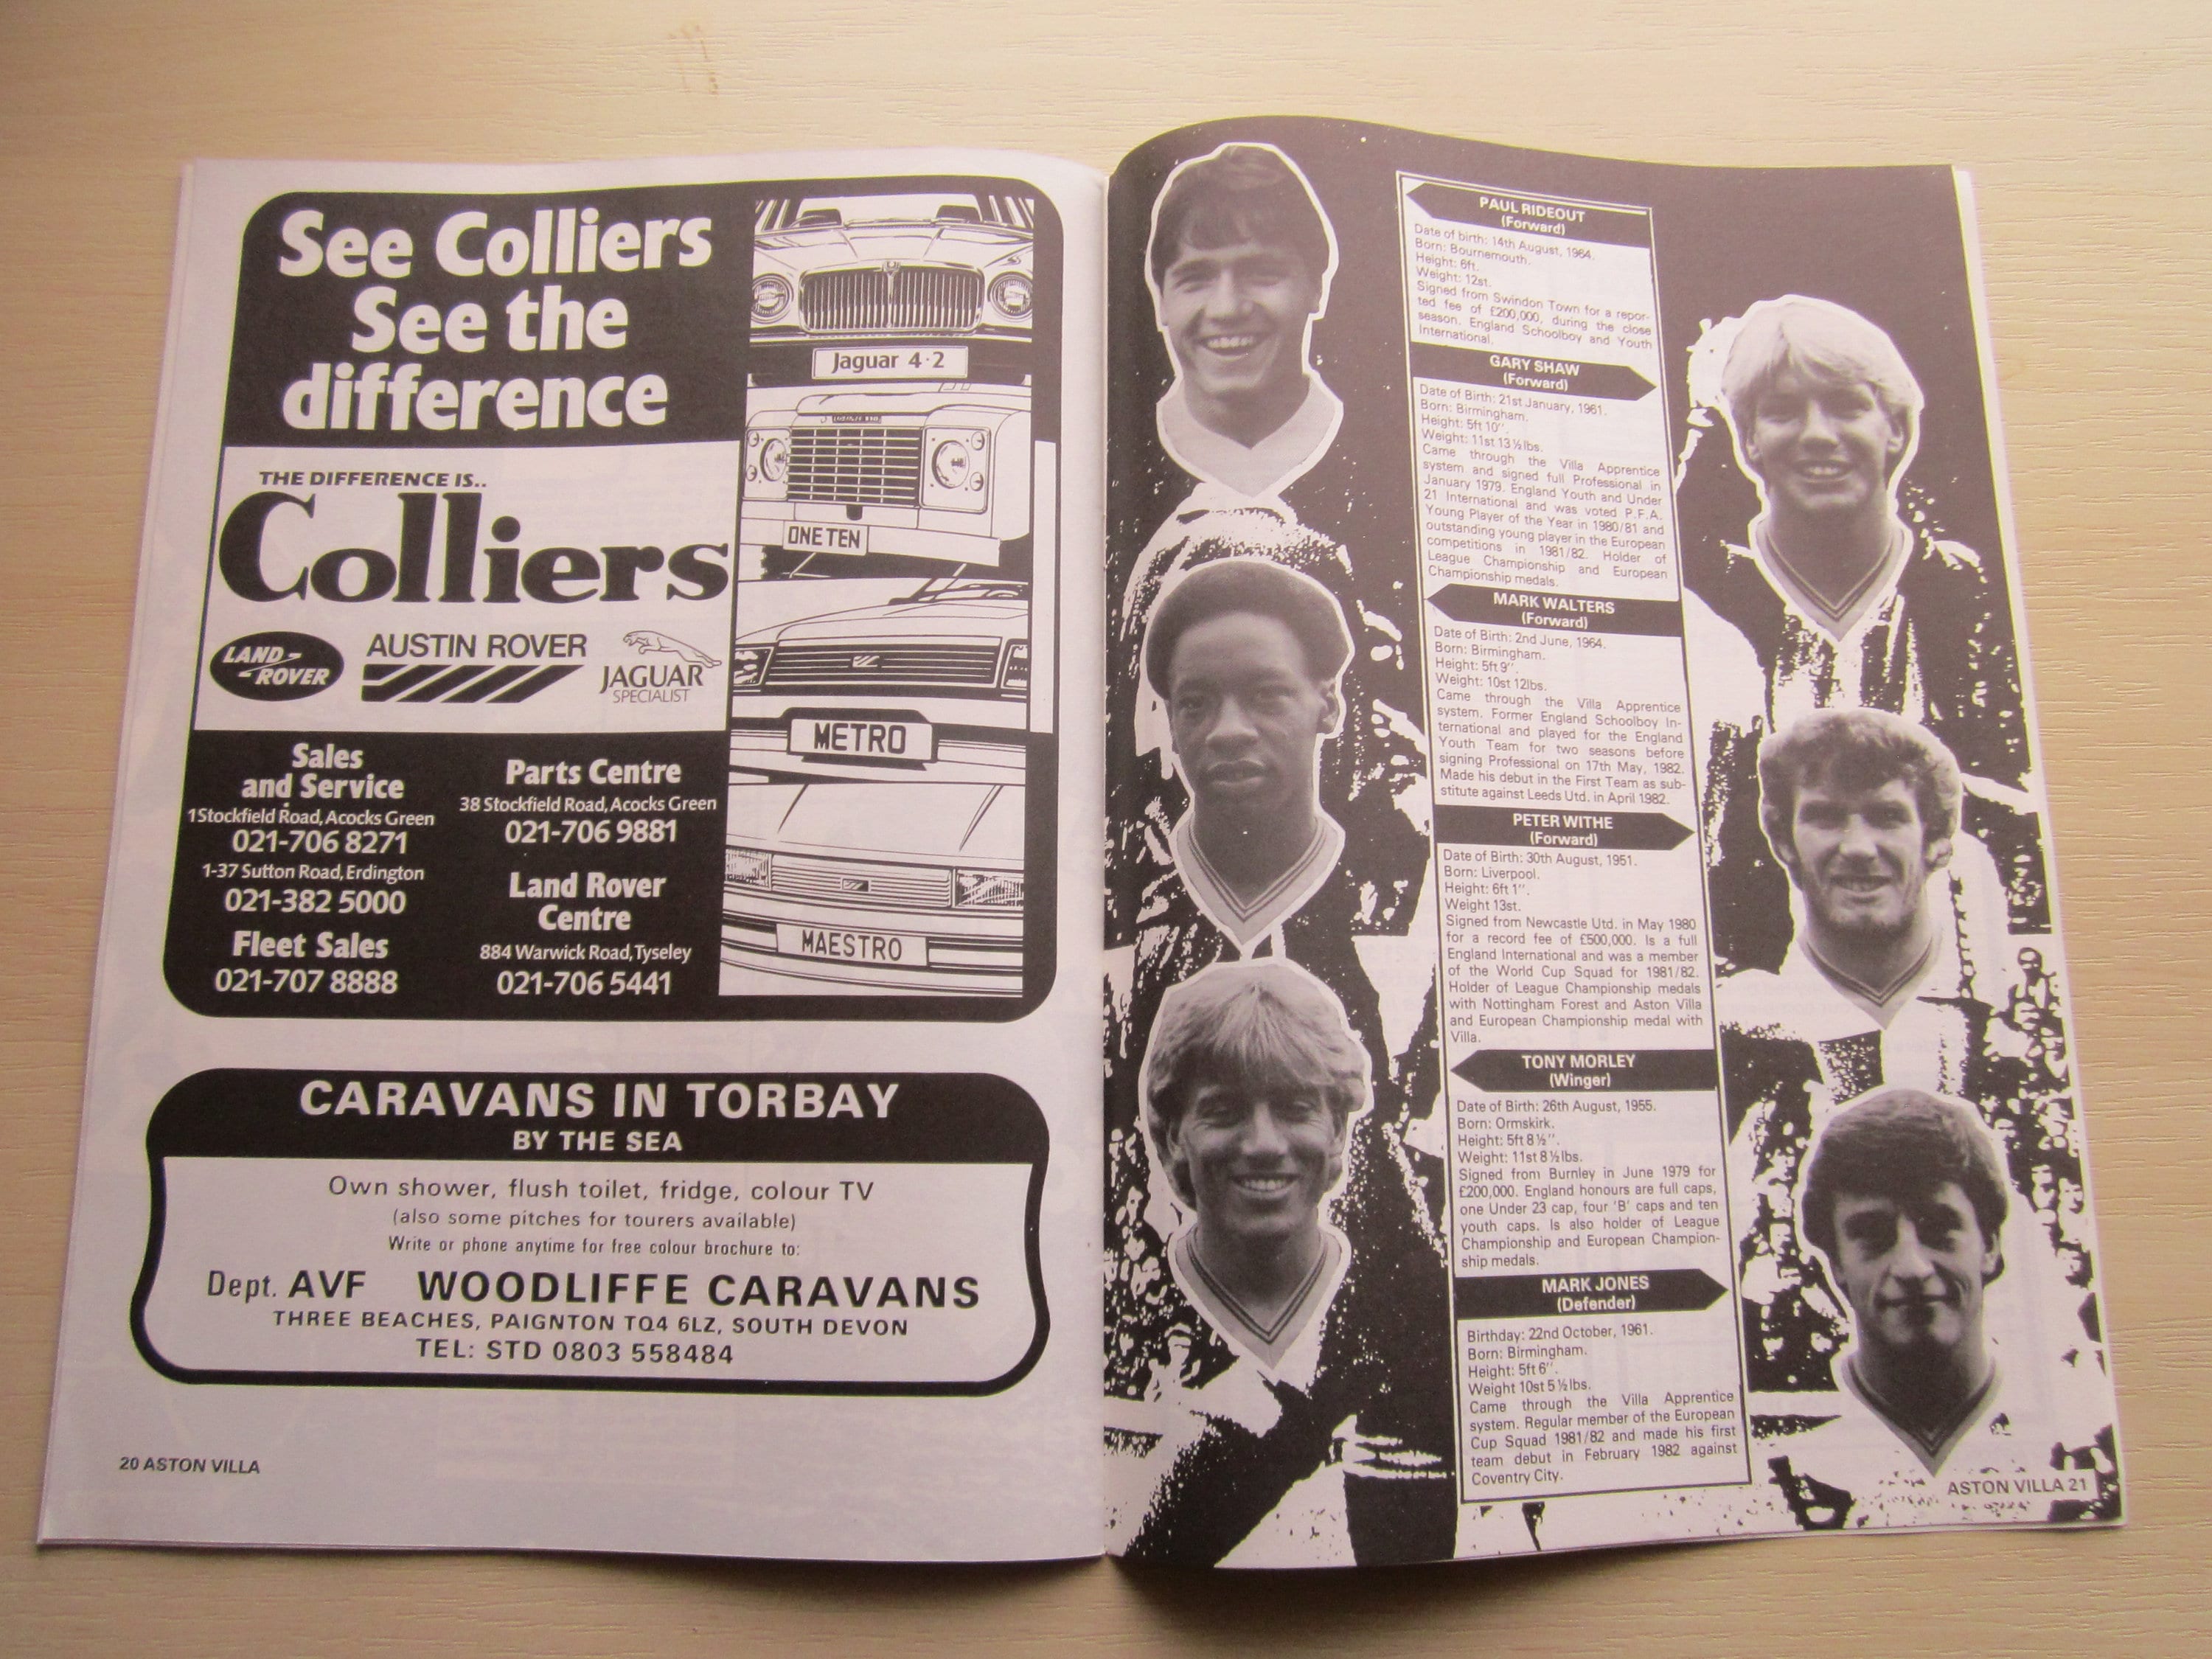 See Colliers
See the
difference
THE DIFFERENCE IS..
Colliers
LAND-
-ROVER
AUSTIN ROVER
JAGUAR
SPECIALIST
Jaguar 4·2
ONE TEN
METRO
MAESTRO
Sales
and Service
1 Stockfield Road, Acocks Green
021-706 8271
1-37 Sutton Road, Erdington
021-382 5000
Fleet Sales
021-707 8888
Parts Centre
38 Stockfield Road, Acocks Green
021-706 9881
Land Rover
Centre
884 Warwick Road, Tyseley
021-706 5441
CARAVANS IN TORBAY
BY THE SEA
Own shower, flush toilet, fridge, colour TV
(also some pitches for tourers available)
Write or phone anytime for free colour brochure to:
Dept. AVF WOODLIFFE CARAVANS
THREE BEACHES, PAIGNTON TQ4 6LZ, SOUTH DEVON
TEL: STD 0803 558484
20 ASTON VILLA
PAUL RIDEOUT
(Forward)
Date of birth: 14th August, 1964.
Born: Bournemouth.
Height: 6ft.
Weight: 12st.
Signed from Swindon Town for a repor-
ted fee of £200,000, during the close
season. England Schoolboy and Youth
International.
GARY SHAW
(Forward)
Date of Birth: 21st January, 1961.
Born: Birmingham.
Height: 5ft 10".
Weight: 11st 13½lbs.
Came through the Villa Apprentice
system and signed full Professional in
January 1979. England Youth and Under
21 International and was voted P.F.A.
Young Player of the Year in 1980/81 and
outstanding young player in the European
competitions in 1981/82. Holder of
League Championship and European
Championship medals.
MARK WALTERS
(Forward)
Date of Birth: 2nd June, 1964.
Born: Birmingham.
Height: 5ft 9".
Weight: 10st 12lbs.
Came through the Villa Apprentice
system. Former England Schoolboy In-
ternational and played for the England
Youth Team for two seasons before
signing Professional on 17th May, 1982.
Made his debut in the First Team as sub-
stitute against Leeds Utd. in April 1982.
PETER WITHE
(Forward)
Date of Birth: 30th August, 1951.
Born: Liverpool.
Height: 6ft 1".
Weight 13st.
Signed from Newcastle Utd. in May 1980
for a record fee of £500,000. Is a full
England International and was a member
of the World Cup Squad for 1981/82.
Holder of League Championship medals
with Nottingham Forest and Aston Villa
and European Championship medal with
Villa.
TONY MORLEY
(Winger)
Date of Birth: 26th August, 1955.
Born: Ormskirk.
Height: 5ft 8½".
Weight: 11st 8½lbs.
Signed from Burnley in June 1979 for
£200,000. England honours are full caps,
one Under 23 cap, four 'B' caps and ten
youth caps. Is also holder of League
Championship and European Champion-
ship medals.
MARK JONES
(Defender)
Birthday: 22nd October, 1961.
Born: Birmingham.
Height: 5ft 6".
Weight 10st 5½lbs.
Came through the Villa Apprentice
system. Regular member of the European
Cup Squad 1981/82 and made his first
team debut in February 1982 against
Coventry City.
ASTON VILLA 21